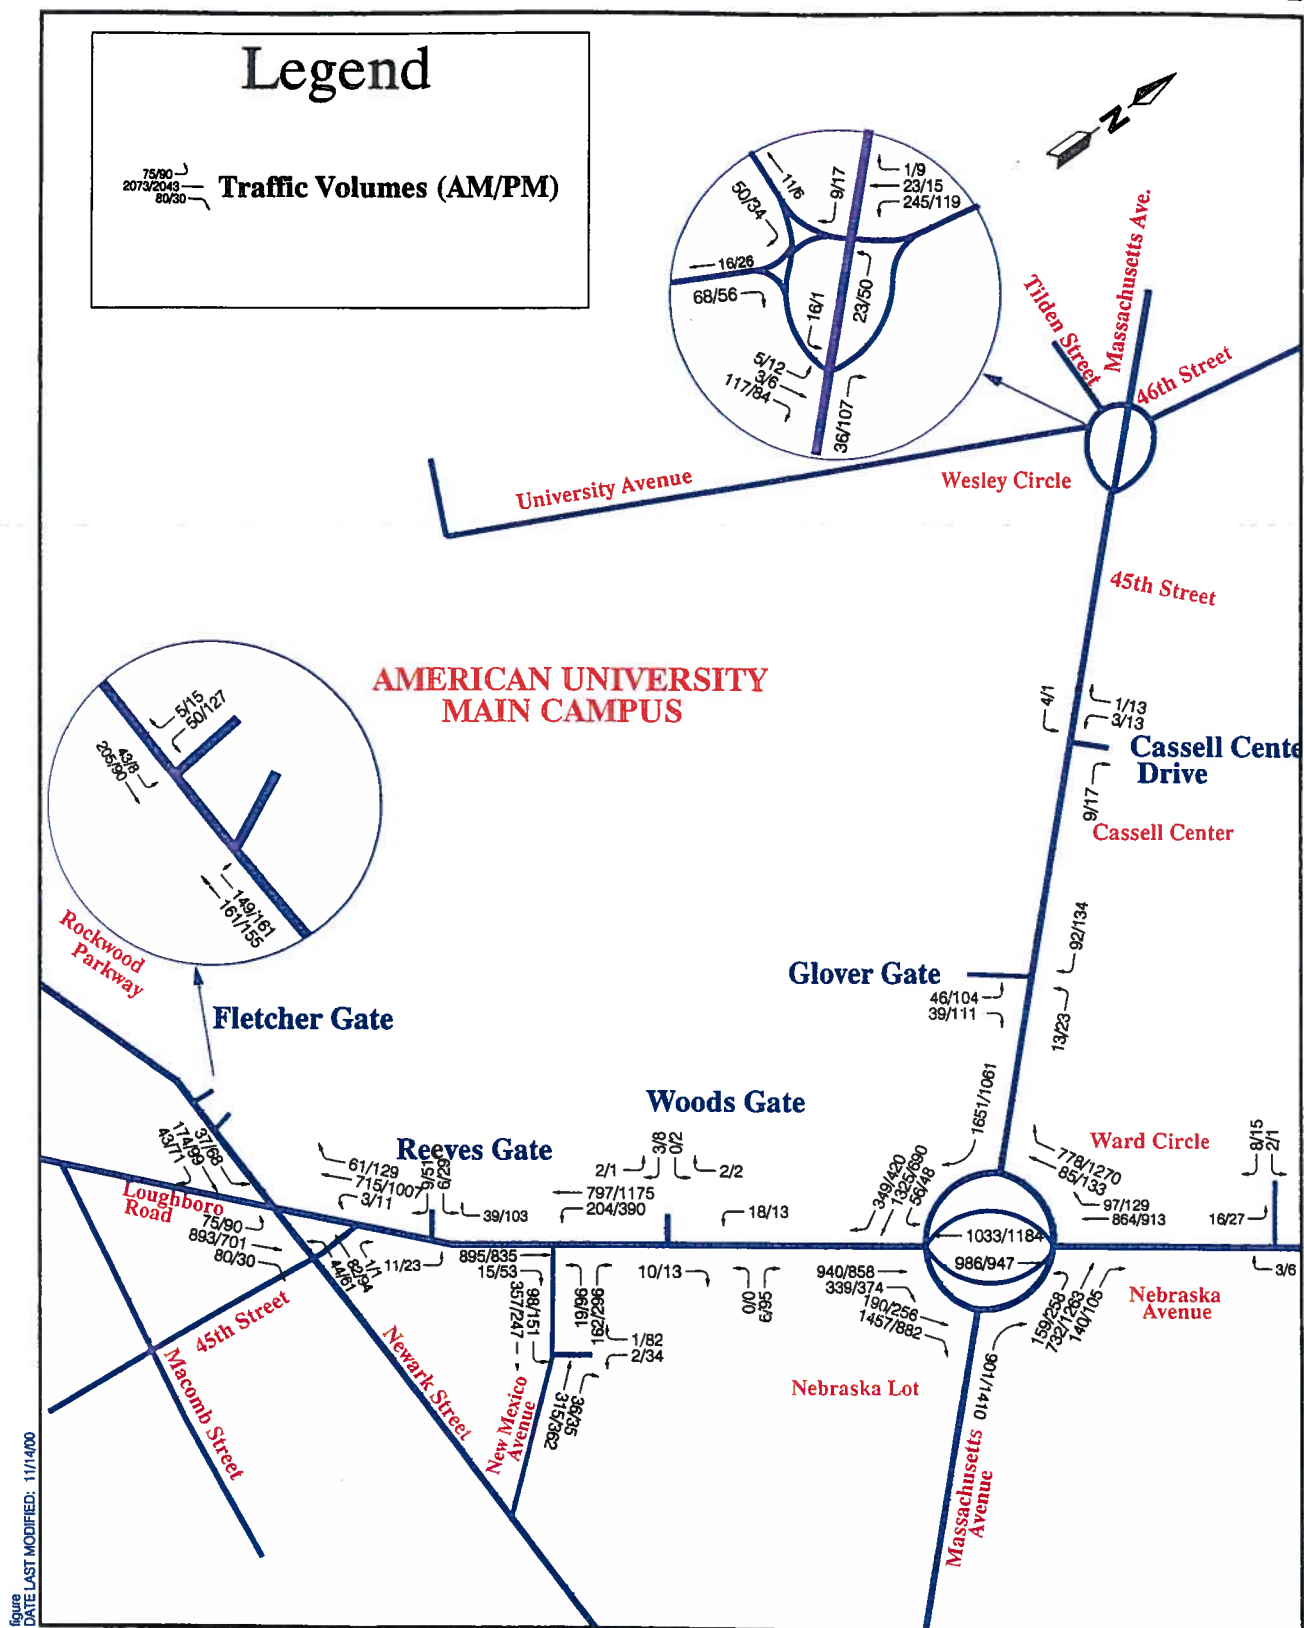 Legend
75/90
2073/2043
80/30
Traffic Volumes (AM/PM)
N
11/6
50/34
9/17
1/9
23/15
245/119
16/26
68/56
16/1
23/50
5/12
3/6
117/84
36/107
Tilden Street
Massachusetts Ave.
46th Street
University Avenue
Wesley Circle
45th Street
AMERICAN UNIVERSITY
MAIN CAMPUS
5/15
50/127
43/8
205/90
149/161
161/155
4/1
1/13
3/13
Cassell Cente
Drive
9/17
Cassell Center
Rockwood
Parkway
Fletcher Gate
Glover Gate
92/134
46/104
39/111
13/23
Woods Gate
1651/1061
Reeves Gate
Ward Circle
37/68
174/99
43/71
61/129
715/1007
3/11
9/51
6/29
39/103
2/1
3/8
0/2
2/2
797/1175
204/390
18/13
349/420
1325/690
56/48
778/1270
85/133
97/129
864/913
8/15
2/1
16/27
Loughboro
Road
75/90
893/701
80/30
1033/1184
986/947
1/1
82/94
44/61
11/23
895/835
15/53
10/13
0/0
6/95
940/858
339/374
190/256
1457/882
159/258
732/1263
140/105
Nebraska
Avenue
3/6
98/151
357/247
19/96
162/296
1/82
2/34
45th Street
Newark Street
Macomb Street
New Mexico
Avenue
36/35
315/362
Nebraska Lot
901/1410
Massachusetts
Avenue
figure
DATE LAST MODIFIED: 11/14/00